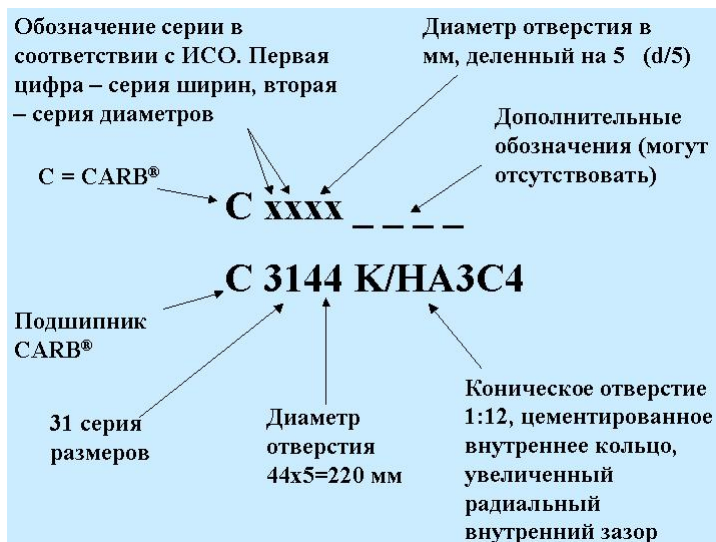 Обозначение серии в
соответствии с ИСО. Первая
цифра – серия ширин, вторая
– серия диаметров
Диаметр отверстия в
мм, деленный на 5 (d/5)
Дополнительные
обозначения (могут
отсутствовать)
С = CARB®
С хххх _ _ _ _
С 3144 K/HA3C4
Подшипник
CARB®
31 серия
размеров
Диаметр
отверстия
44х5=220 мм
Коническое отверстие
1:12, цементированное
внутреннее кольцо,
увеличенный
радиальный
внутренний зазор